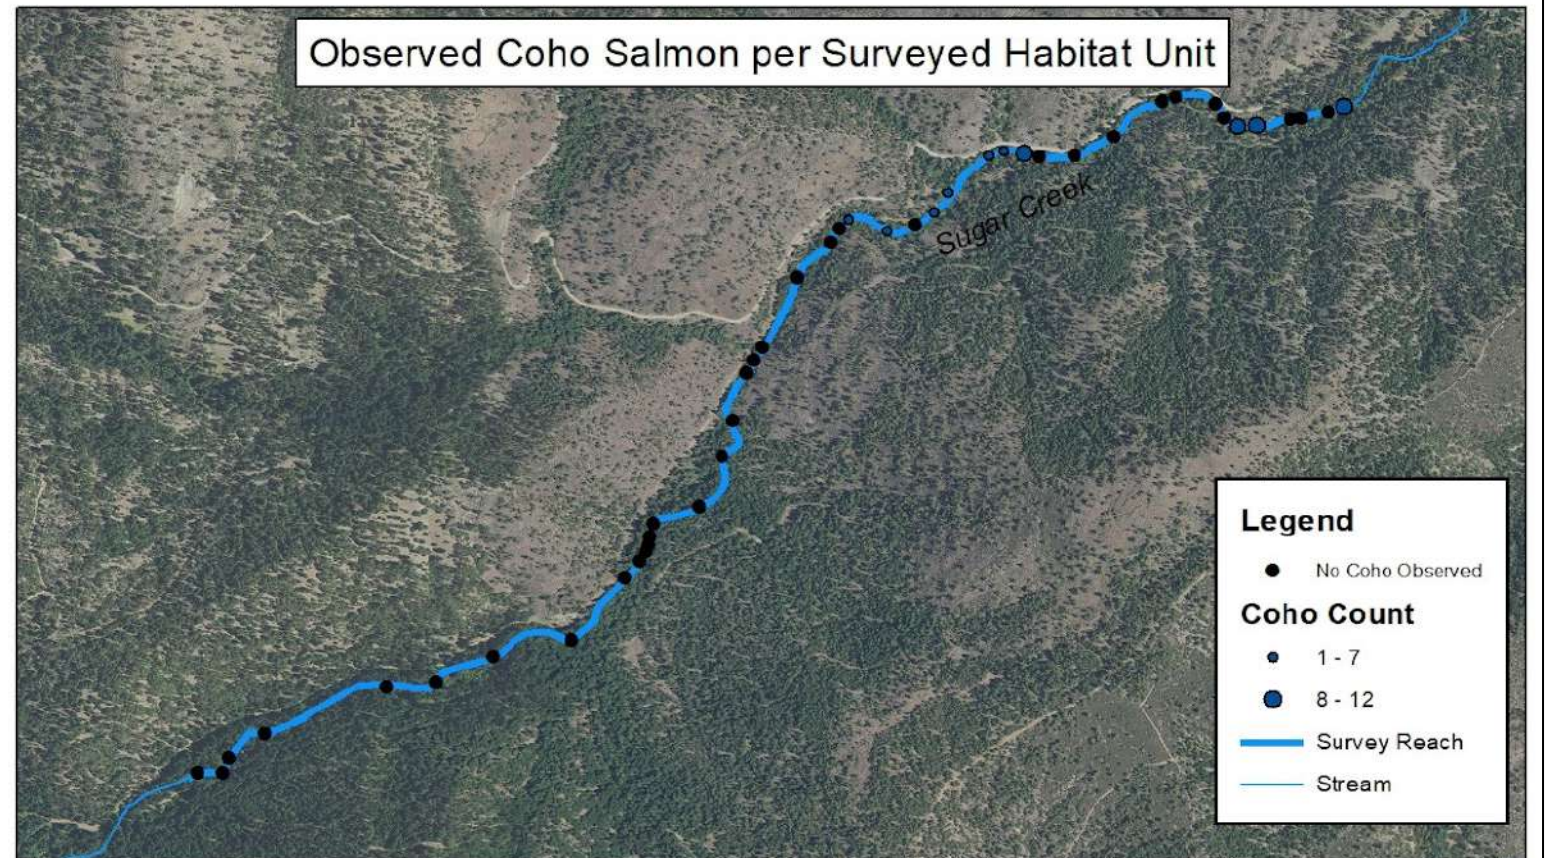 Observed Coho Salmon per Surveyed Habitat Unit
Sugar Creek
Legend
No Coho Observed
Coho Count
1 - 7
8 - 12
Survey Reach
Stream